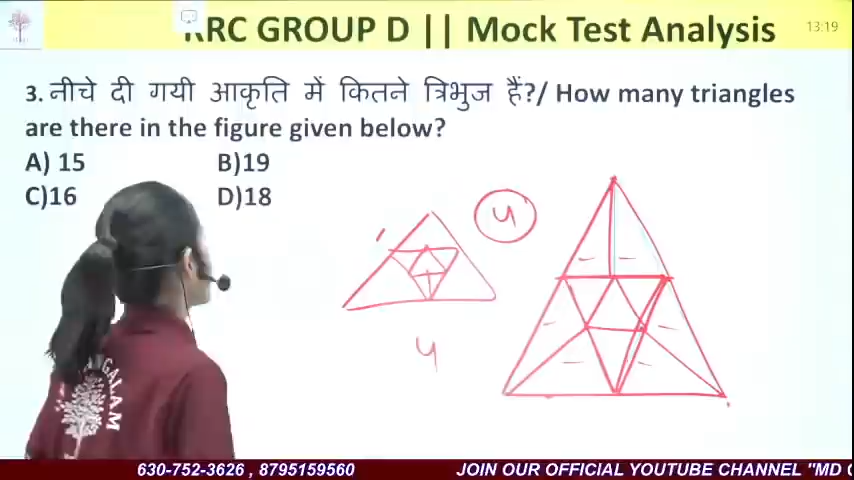 RRC GROUP D || Mock Test Analysis
13:19
3. नीचे दी गयी आकृति में कितने त्रिभुज हैं?/ How many triangles
are there in the figure given below?
A) 15 B)19
C)16 D)18
4
4
630-752-3626 , 8795159560 JOIN OUR OFFICIAL YOUTUBE CHANNEL "MD